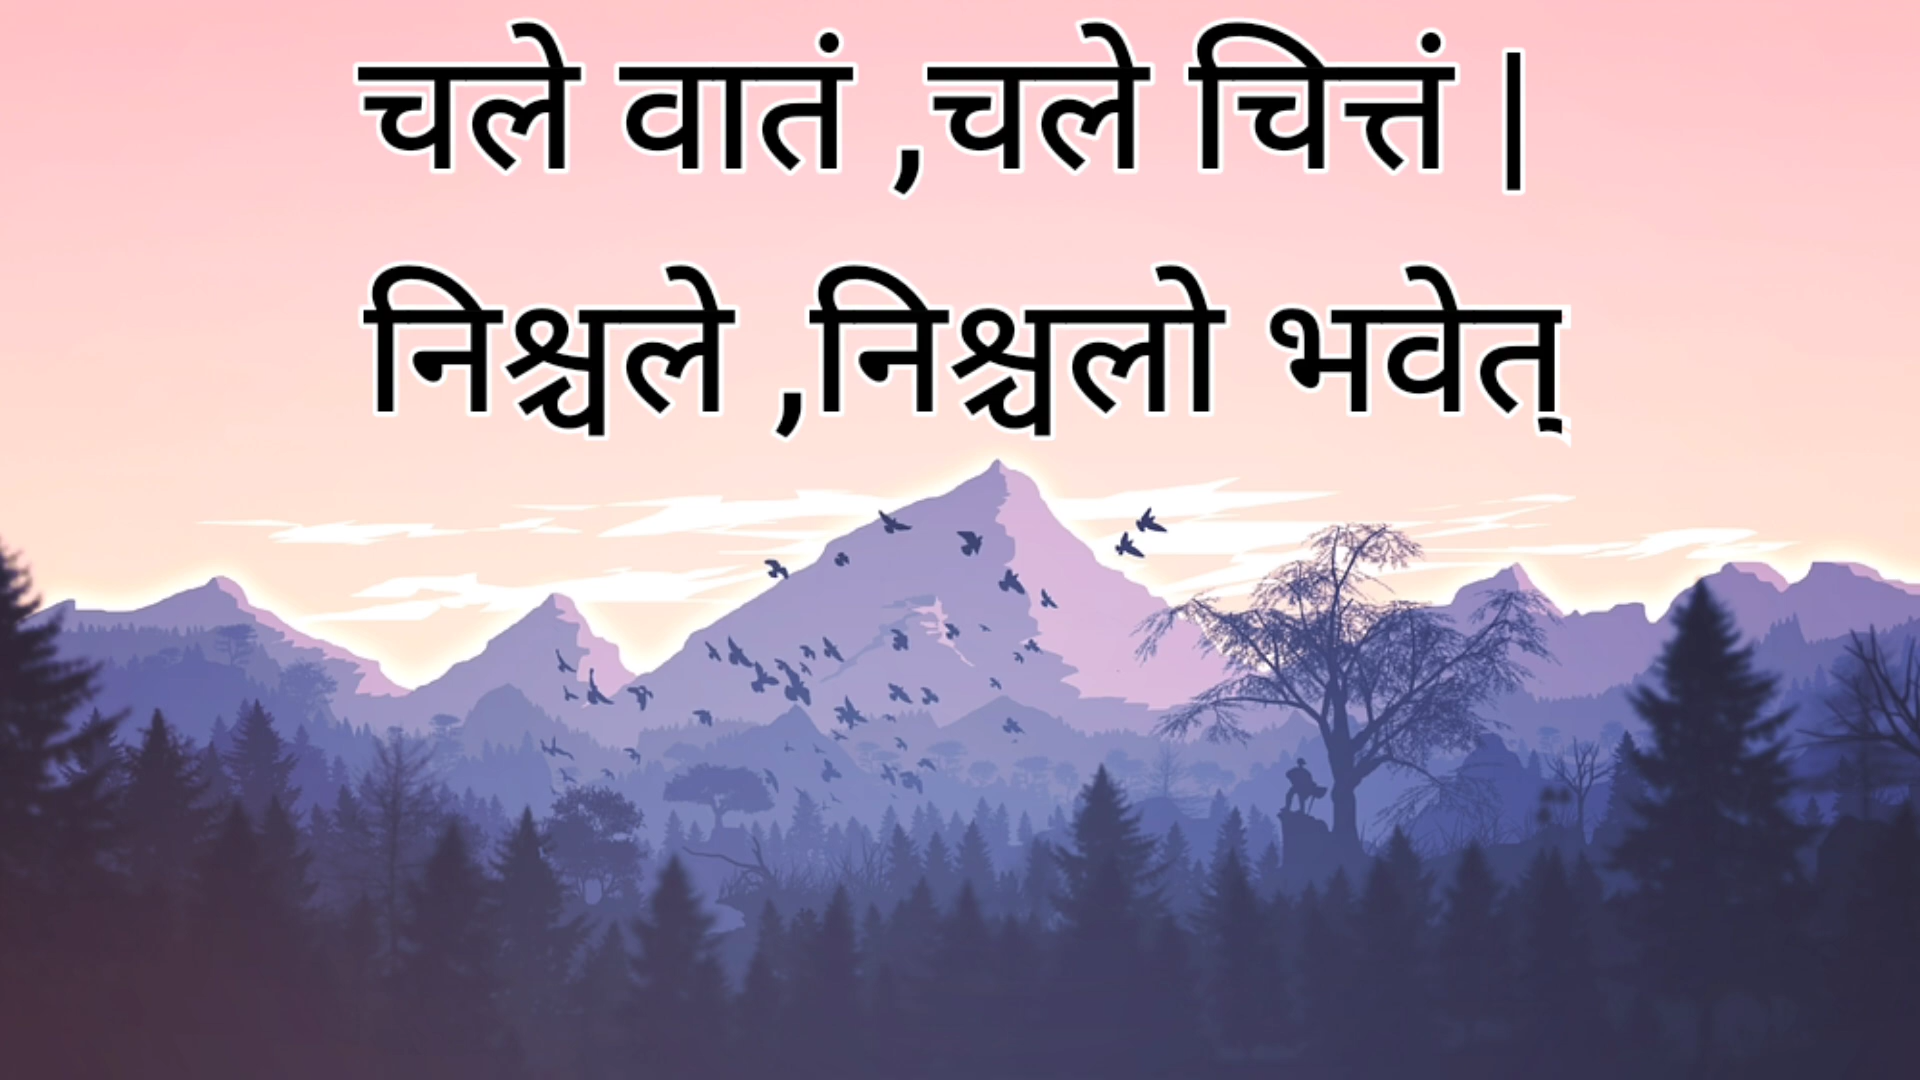 चले वातं ,चले चित्तं |
निश्चले ,निश्चलो भवेत्